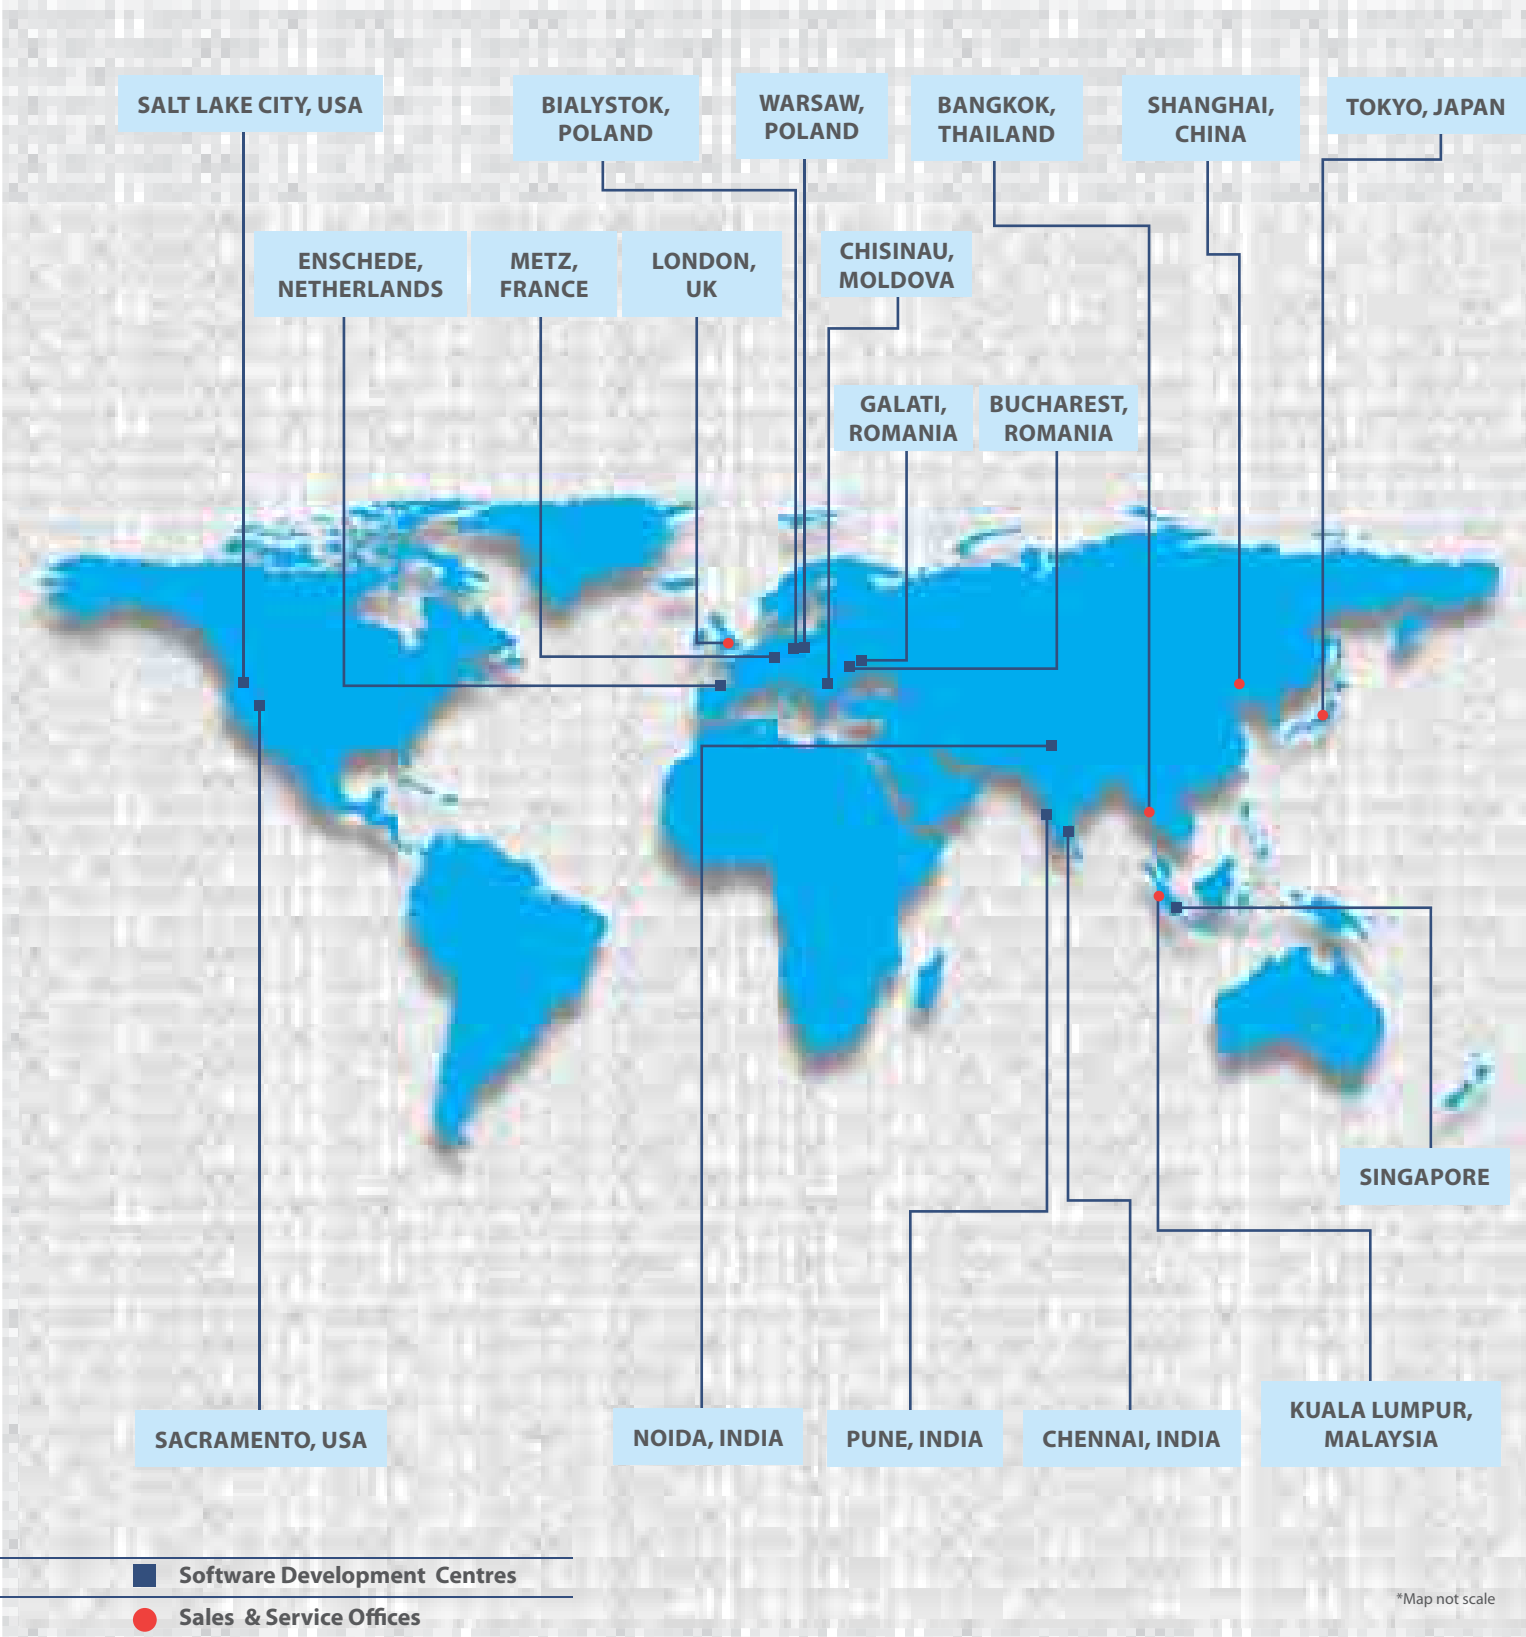 SALT LAKE CITY, USA
BIALYSTOK,
POLAND
WARSAW,
POLAND
BANGKOK,
THAILAND
SHANGHAI,
CHINA
TOKYO, JAPAN
ENSCHEDE,
NETHERLANDS
METZ,
FRANCE
LONDON,
UK
CHISINAU,
MOLDOVA
GALATI,
ROMANIA
BUCHAREST,
ROMANIA
SINGAPORE
SACRAMENTO, USA
NOIDA, INDIA
PUNE, INDIA
CHENNAI, INDIA
KUALA LUMPUR,
MALAYSIA
Software Development Centres
Sales & Service Offices
*Map not scale